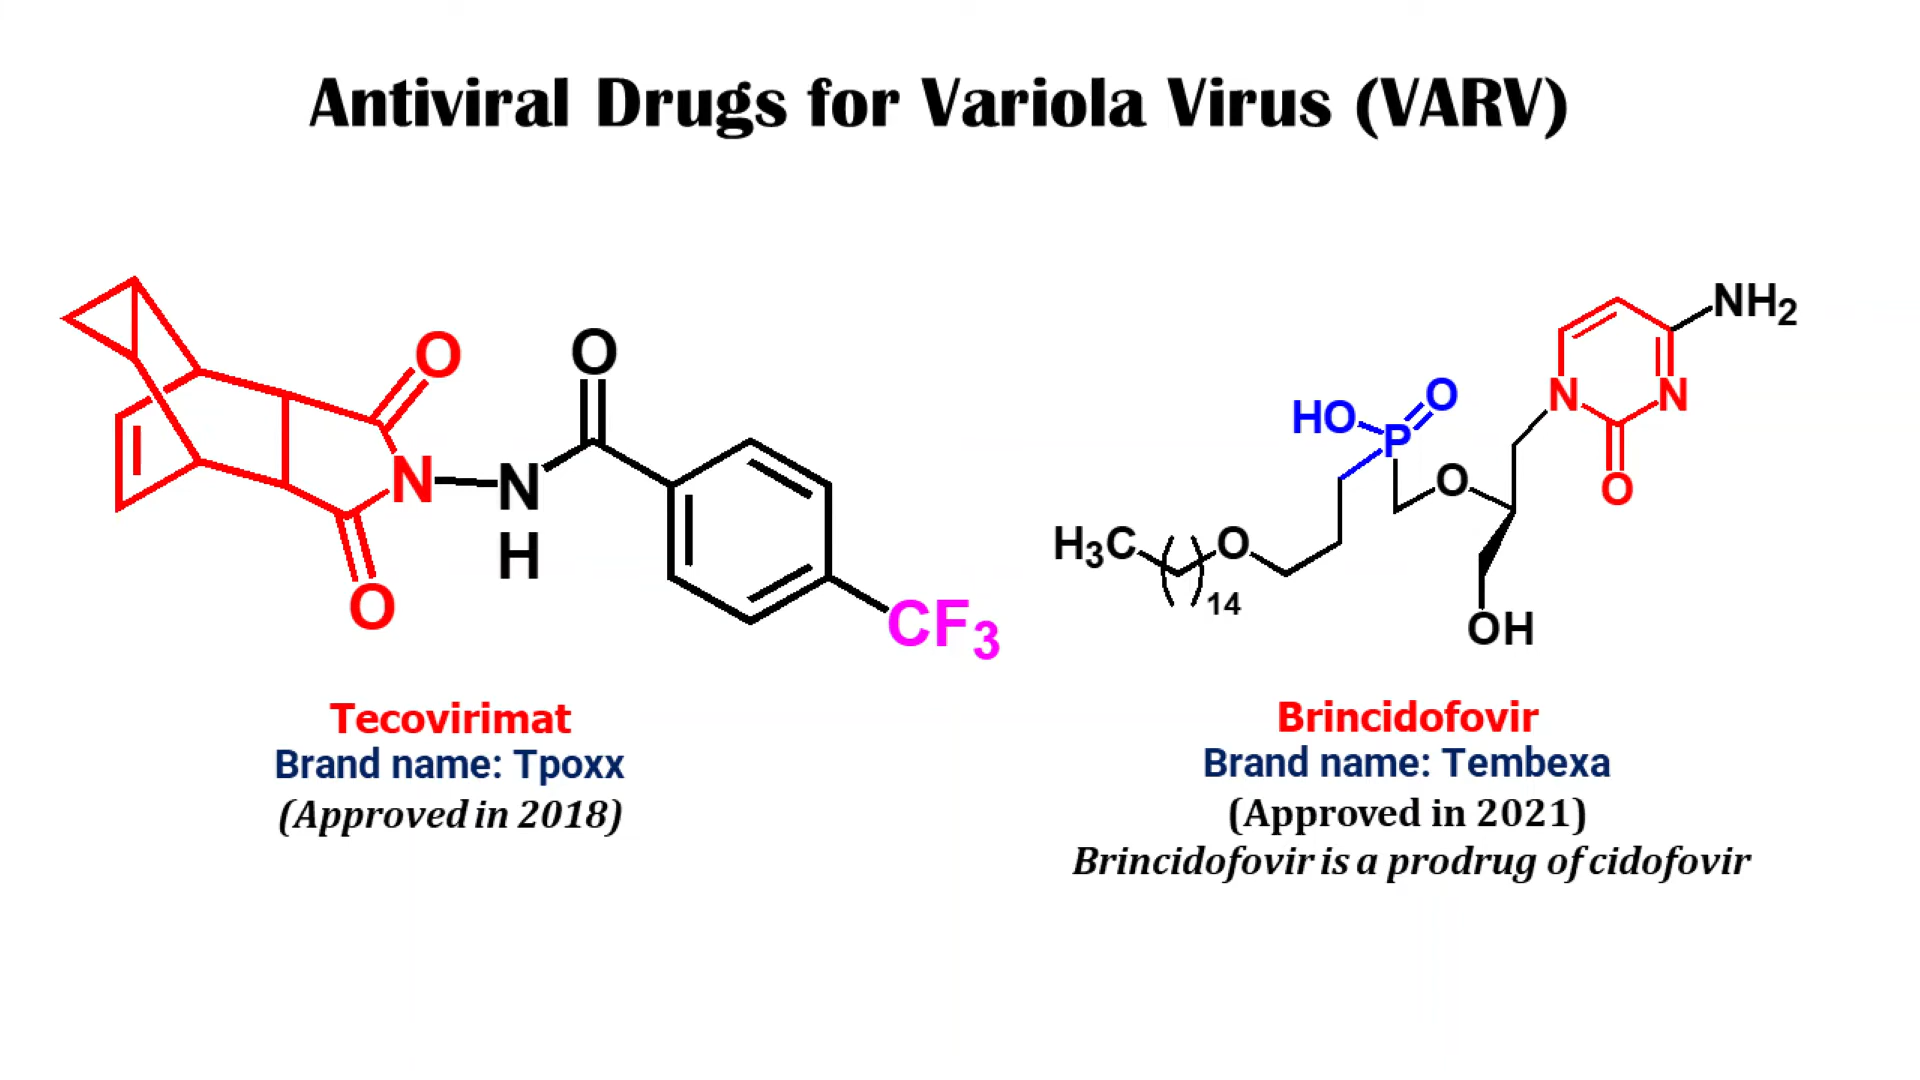 Antiviral Drugs for Variola Virus (VARV)
O
O
N
N
H
O
CF3
Tecovirimat
Brand name: Tpoxx
(Approved in 2018)
NH2
N
N
O
HO
P
O
O
H3C
O
14
OH
Brincidofovir
Brand name: Tembexa
(Approved in 2021)
Brincidofovir is a prodrug of cidofovir